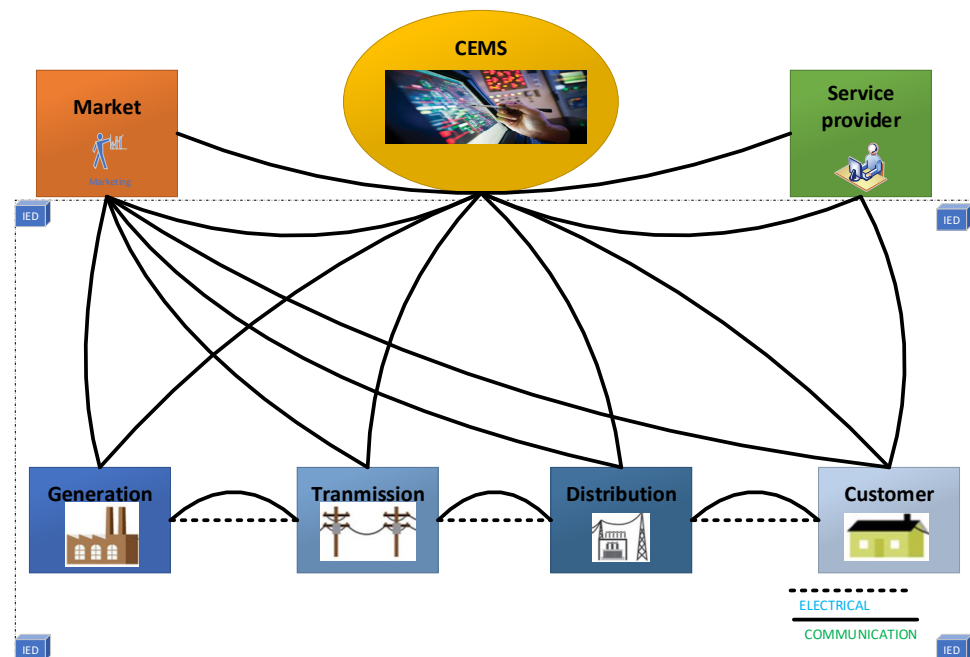 CEMS
Market
Marketing
Service
provider
IED
IED
Generation
Tranmission
Distribution
Customer
ELECTRICAL
COMMUNICATION
IED
IED